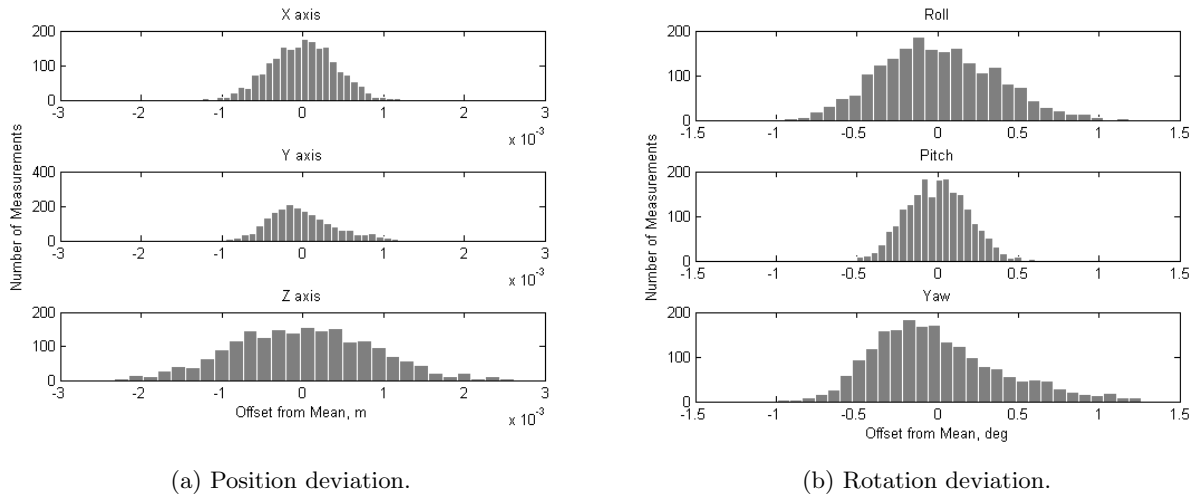 X axis
200
100
0
-3 -2 -1 0 1 2 3
x 10-3
Y axis
400
200
0
-3 -2 -1 0 1 2 3
x 10-3
Number of Measurements
Z axis
200
100
0
-3 -2 -1 0 1 2 3
Offset from Mean, m
x 10-3
(a) Position deviation.
Roll
200
100
0
-1.5 -1 -0.5 0 0.5 1 1.5
Pitch
200
100
0
-1.5 -1 -0.5 0 0.5 1 1.5
Number of Measurements
Yaw
200
100
0
-1.5 -1 -0.5 0 0.5 1 1.5
Offset from Mean, deg
(b) Rotation deviation.